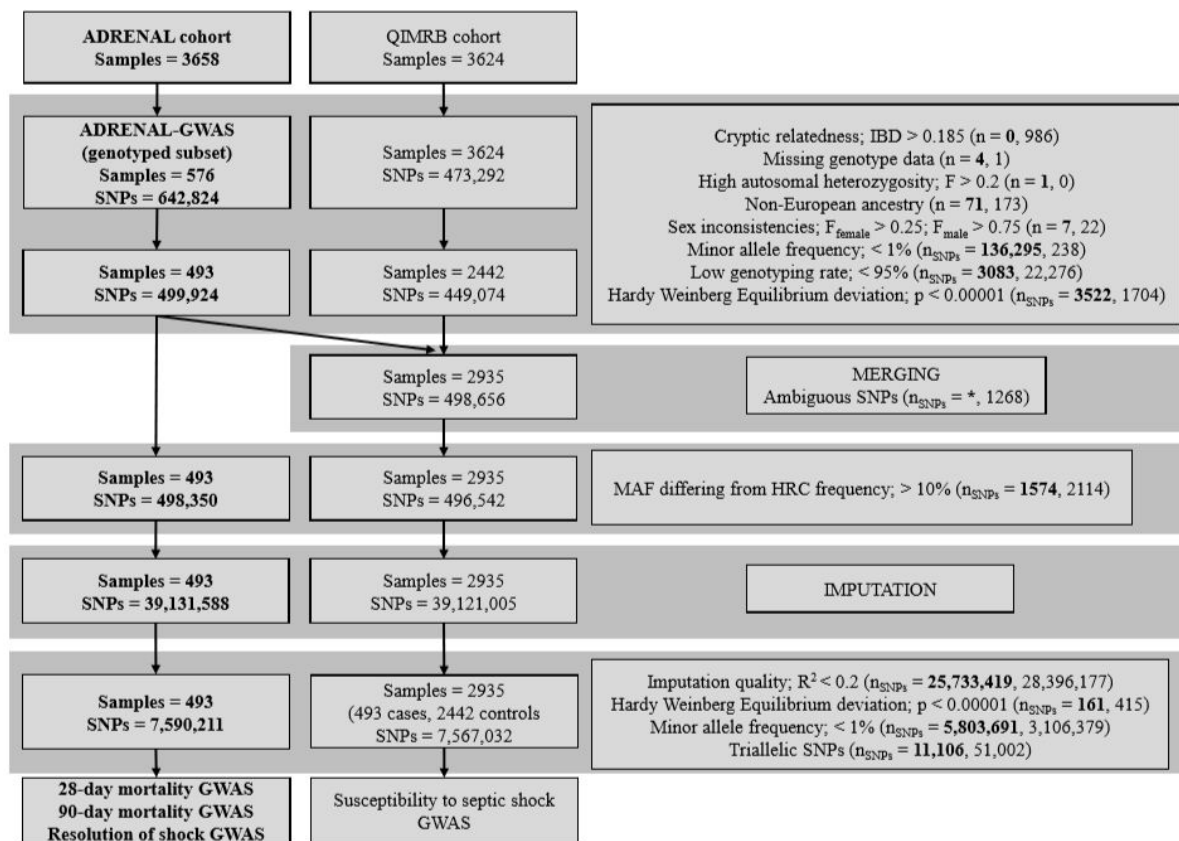 ADRENAL cohort
Samples = 3658
QIMRB cohort
Samples = 3624
ADRENAL-GWAS
(genotyped subset)
Samples = 576
SNPs = 642,824
Samples = 3624
SNPs = 473,292
Cryptic relatedness; IBD > 0.185 (n = 0, 986)
Missing genotype data (n = 4, 1)
High autosomal heterozygosity; F > 0.2 (n = 1, 0)
Non-European ancestry (n = 71, 173)
Sex inconsistencies; Ffemale > 0.25; Fmale > 0.75 (n = 7, 22)
Minor allele frequency; < 1% (nSNPs = 136,295, 238)
Low genotyping rate; < 95% (nSNPs = 3083, 22,276)
Hardy Weinberg Equilibrium deviation; p < 0.00001 (nSNPs = 3522, 1704)
Samples = 493
SNPs = 499,924
Samples = 2442
SNPs = 449,074
Samples = 2935
SNPs = 498,656
MERGING
Ambiguous SNPs (nSNPs = *, 1268)
Samples = 493
SNPs = 498,350
Samples = 2935
SNPs = 496,542
MAF differing from HRC frequency; > 10% (nSNPs = 1574, 2114)
Samples = 493
SNPs = 39,131,588
Samples = 2935
SNPs = 39,121,005
IMPUTATION
Samples = 493
SNPs = 7,590,211
Samples = 2935
(493 cases, 2442 controls
SNPs = 7,567,032
Imputation quality; R² < 0.2 (nSNPs = 25,733,419, 28,396,177)
Hardy Weinberg Equilibrium deviation; p < 0.00001 (nSNPs = 161, 415)
Minor allele frequency; < 1% (nSNPs = 5,803,691, 3,106,379)
Triallelic SNPs (nSNPs = 11,106, 51,002)
28-day mortality GWAS
90-day mortality GWAS
Resolution of shock GWAS
Susceptibility to septic shock
GWAS